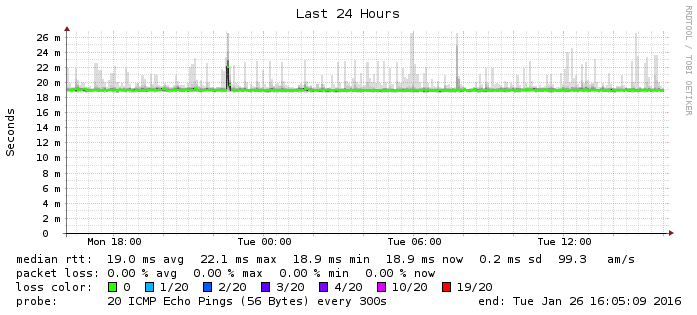 Last 24 Hours
RRDTOOL / TOBI OETIKER
Seconds
26 m
24 m
22 m
20 m
18 m
16 m
14 m
12 m
10 m
8 m
6 m
4 m
2 m
0
Mon 18:00 Tue 00:00 Tue 06:00 Tue 12:00
median rtt: 19.0 ms avg 22.1 ms max 18.9 ms min 18.9 ms now 0.2 ms sd 99.3 am/s
packet loss: 0.00 % avg 0.00 % max 0.00 % min 0.00 % now
loss color: 0 1/20 2/20 3/20 4/20 10/20 19/20
probe: 20 ICMP Echo Pings (56 Bytes) every 300s end: Tue Jan 26 16:05:09 2016